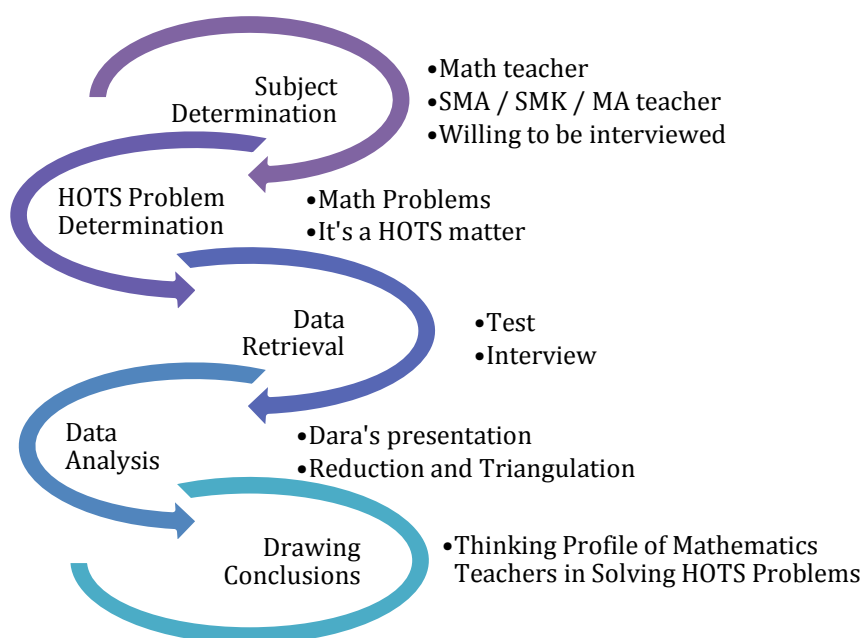 Subject
Determination
•Math teacher
•SMA / SMK / MA teacher
•Willing to be interviewed
HOTS Problem
Determination
•Math Problems
•It's a HOTS matter
Data
Retrieval
•Test
•Interview
Data
Analysis
•Dara's presentation
•Reduction and Triangulation
Drawing
Conclusions
•Thinking Profile of Mathematics
Teachers in Solving HOTS Problems